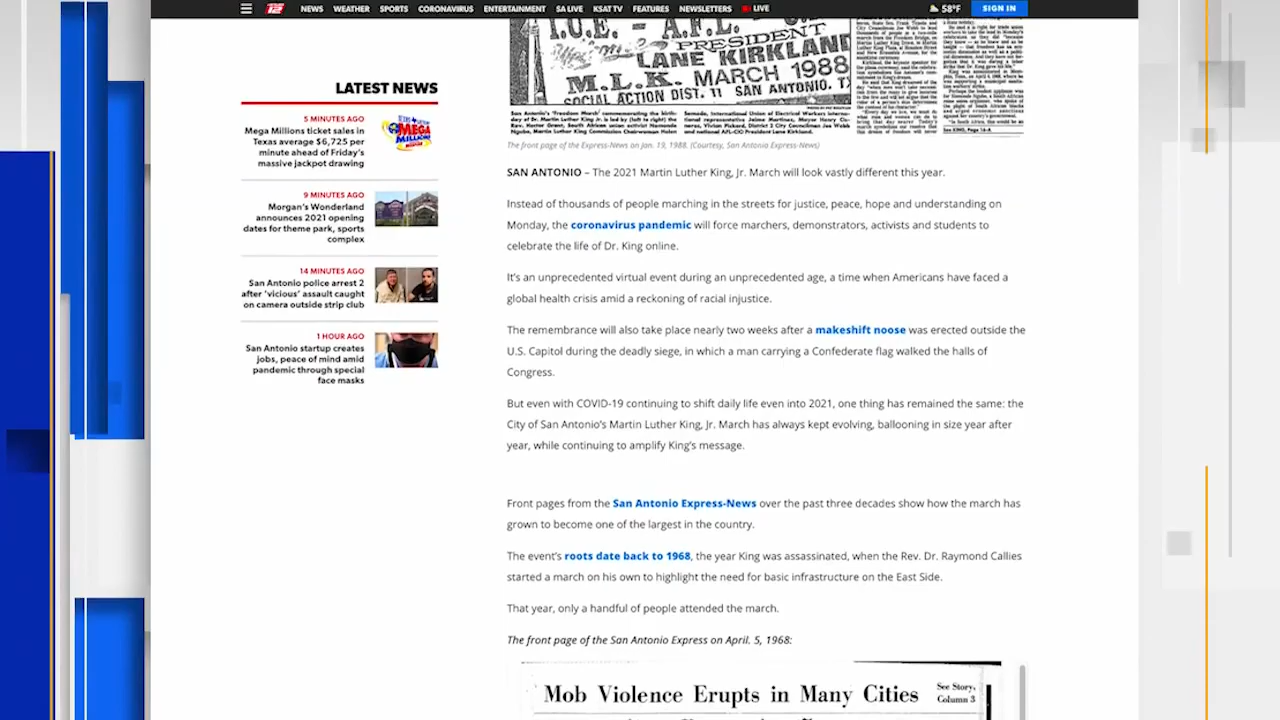 NEWS WEATHER SPORTS CORONAVIRUS ENTERTAINMENT SA LIVE KSAT TV FEATURES NEWSLETTERS LIVE 58°F SIGN IN
I.U.E. - A.F.L.
PRESIDENT
LANE KIRKLAND
M.L.K. MARCH 1988
SOCIAL ACTION DIST. 11 SAN ANTONIO, T
The front page of the Express-News on Jan. 19, 1988. (Courtesy, San Antonio Express-News)
LATEST NEWS
5 MINUTES AGO
Mega Millions ticket sales in
Texas average $6,725 per
minute ahead of Friday's
massive jackpot drawing
MEGA
MILLIONS
9 MINUTES AGO
Morgan's Wonderland
announces 2021 opening
dates for theme park, sports
complex
14 MINUTES AGO
San Antonio police arrest 2
after 'vicious' assault caught
on camera outside strip club
1 HOUR AGO
San Antonio startup creates
jobs, peace of mind amid
pandemic through special
face masks
SAN ANTONIO – The 2021 Martin Luther King, Jr. March will look vastly different this year.
Instead of thousands of people marching in the streets for justice, peace, hope and understanding on
Monday, the coronavirus pandemic will force marchers, demonstrators, activists and students to
celebrate the life of Dr. King online.
It's an unprecedented virtual event during an unprecedented age, a time when Americans have faced a
global health crisis amid a reckoning of racial injustice.
The remembrance will also take place nearly two weeks after a makeshift noose was erected outside the
U.S. Capitol during the deadly siege, in which a man carrying a Confederate flag walked the halls of
Congress.
But even with COVID-19 continuing to shift daily life even into 2021, one thing has remained the same: the
City of San Antonio's Martin Luther King, Jr. March has always kept evolving, ballooning in size year after
year, while continuing to amplify King's message.
Front pages from the San Antonio Express-News over the past three decades show how the march has
grown to become one of the largest in the country.
The event's roots date back to 1968, the year King was assassinated, when the Rev. Dr. Raymond Callies
started a march on his own to highlight the need for basic infrastructure on the East Side.
That year, only a handful of people attended the march.
The front page of the San Antonio Express on April. 5, 1968:
Mob Violence Erupts in Many Cities
See Story,
Column 3